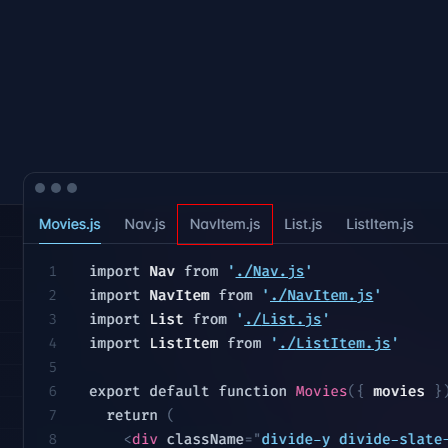 Movies.js Nav.js NavItem.js List.js ListItem.js
1 import Nav from './Nav.js'
2 import NavItem from './NavItem.js'
3 import List from './List.js'
4 import ListItem from './ListItem.js'
5
6 export default function Movies({ movies })
7 return (
8 <div className="divide-y divide-slate-